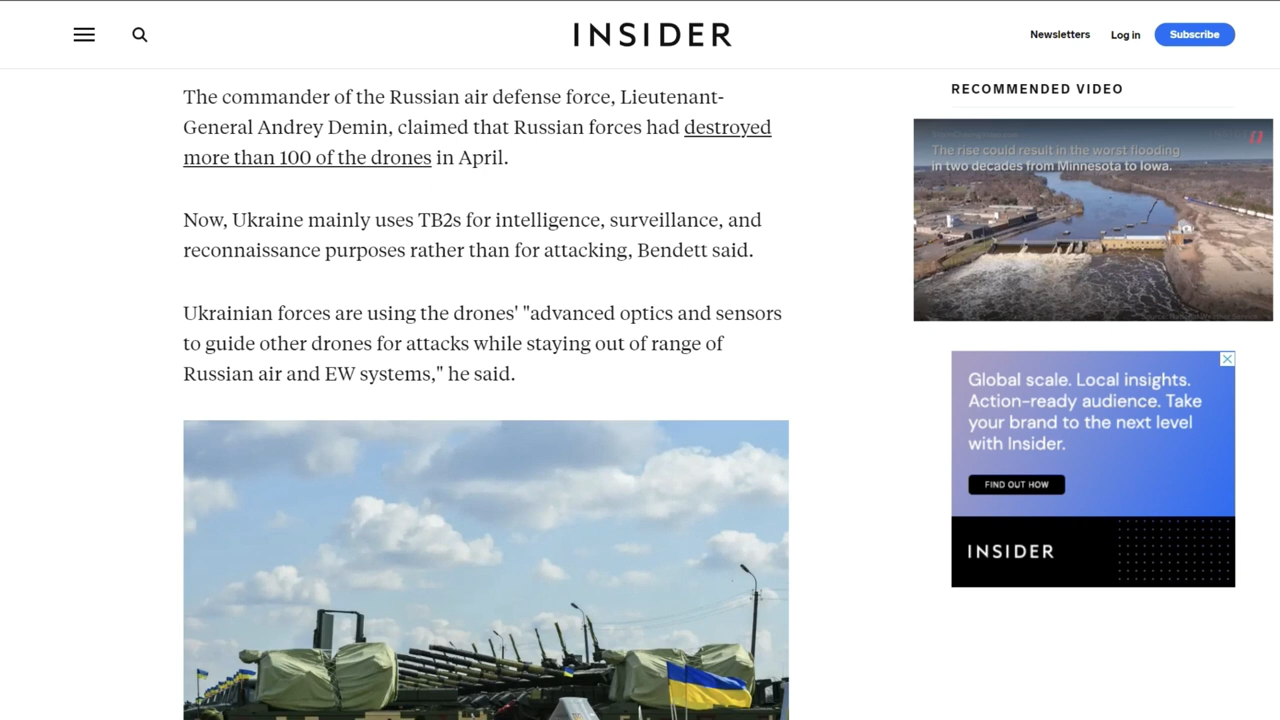 INSIDER
Newsletters
Log in
Subscribe
The commander of the Russian air defense force, Lieutenant-
General Andrey Demin, claimed that Russian forces had destroyed
more than 100 of the drones in April.
Now, Ukraine mainly uses TB2s for intelligence, surveillance, and
reconnaissance purposes rather than for attacking, Bendett said.
Ukrainian forces are using the drones' "advanced optics and sensors
to guide other drones for attacks while staying out of range of
Russian air and EW systems," he said.
RECOMMENDED VIDEO
The rise could result in the worst flooding
in two decades from Minnesota to Iowa.
Global scale. Local insights.
Action-ready audience. Take
your brand to the next level
with Insider.
FIND OUT HOW
INSIDER